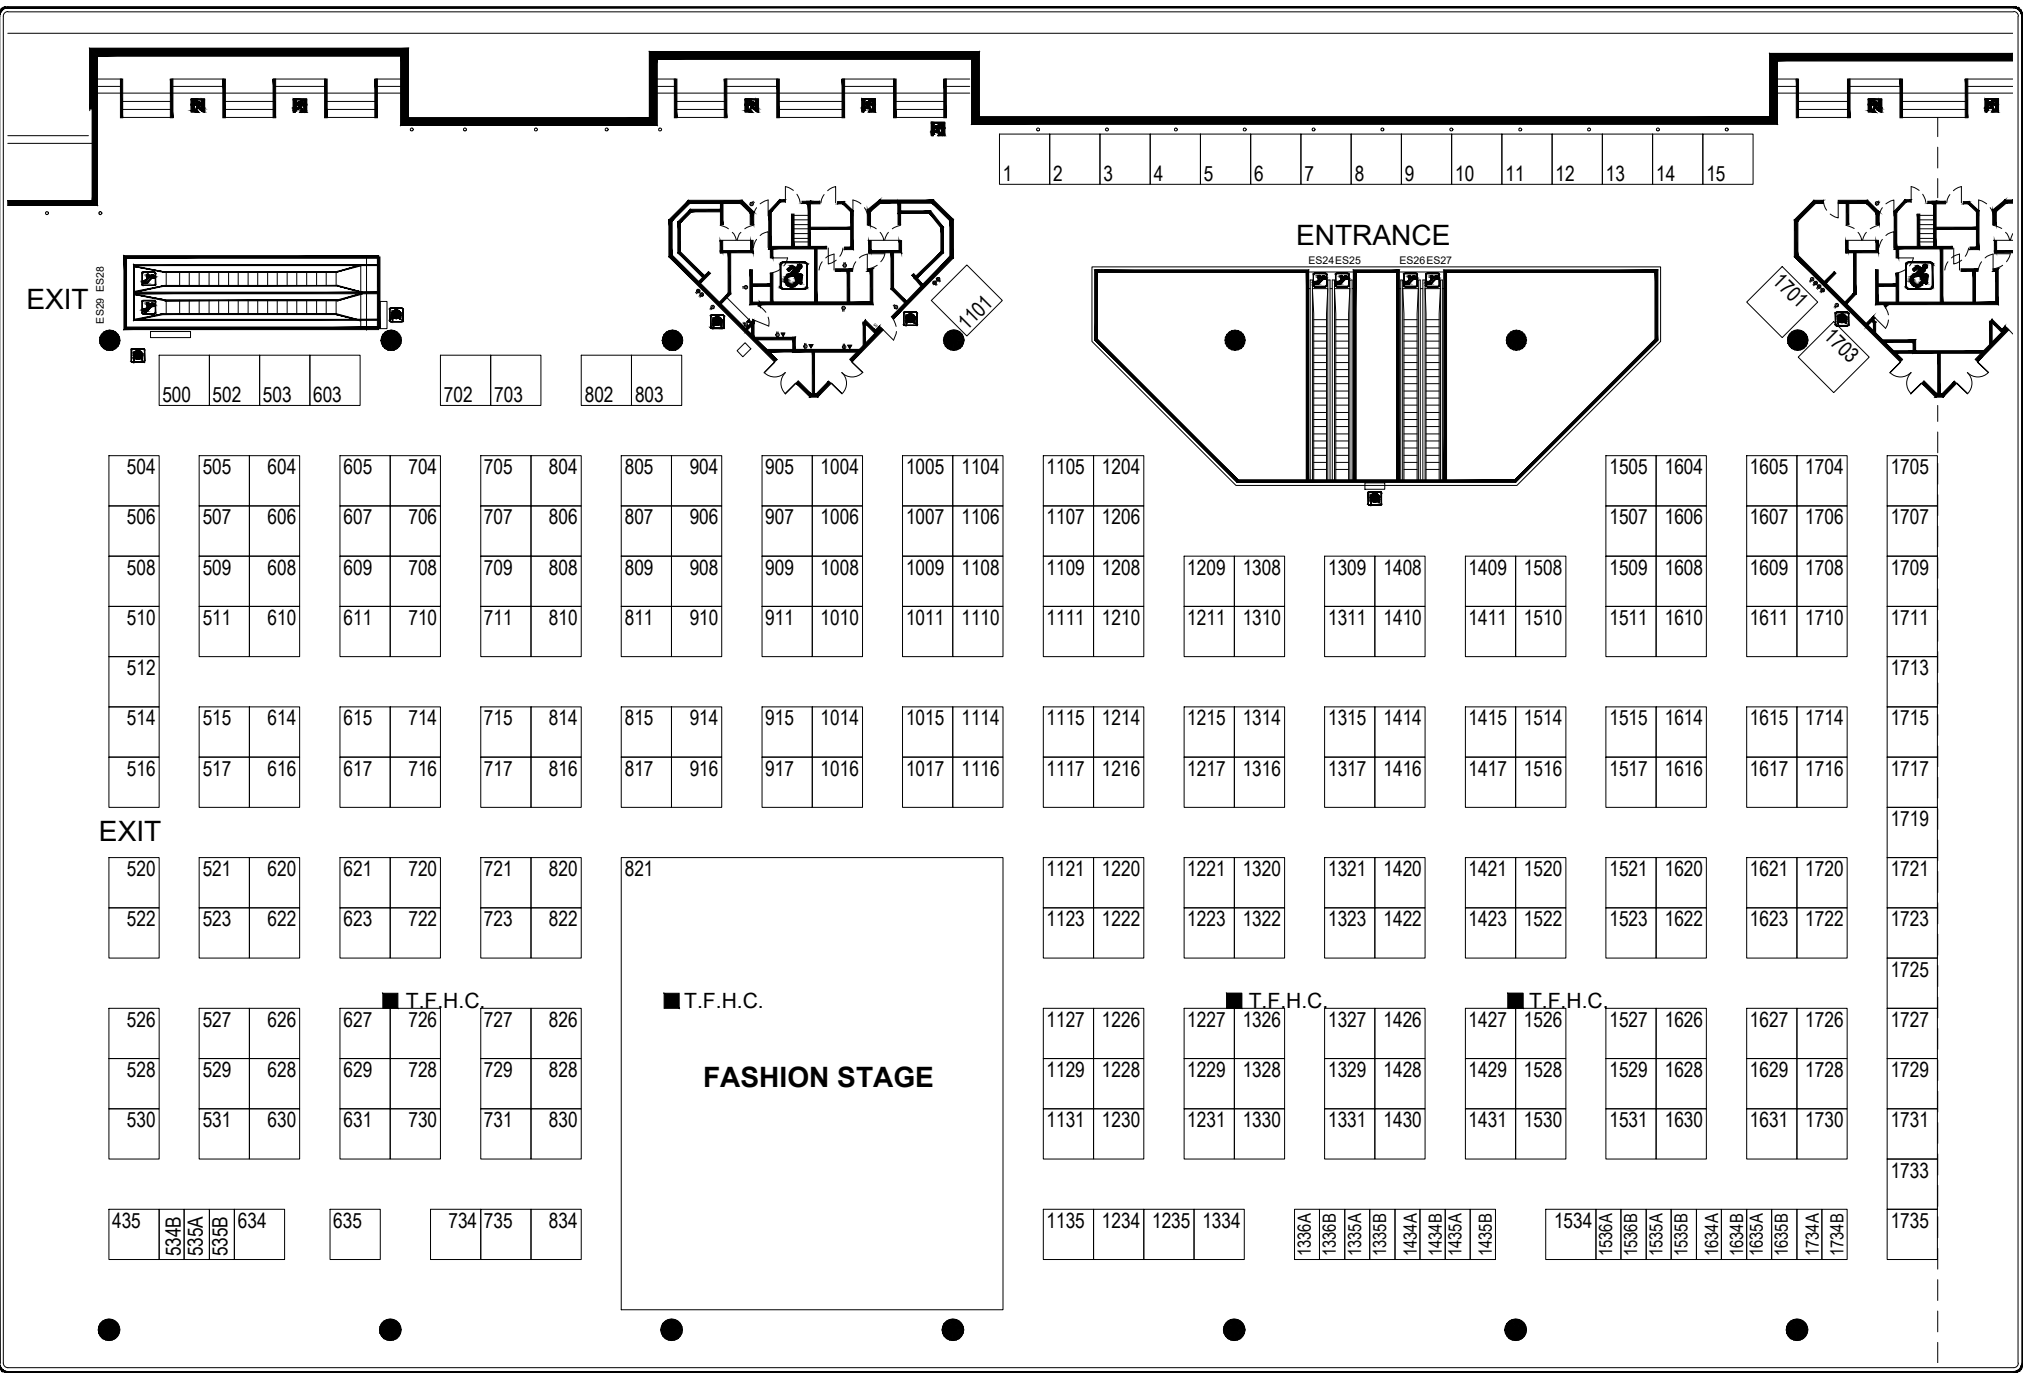 1 2 3 4 5 6 7 8 9 10 11 12 13 14 15
ENTRANCE
ES24 ES25 ES26 ES27
EXIT
ES29 ES28
1101
1701
1703
500 502 503 603 702 703 802 803
504 505 604 605 704 705 804 805 904 905 1004 1005 1104 1105 1204 1505 1604 1605 1704 1705
506 507 606 607 706 707 806 807 906 907 1006 1007 1106 1107 1206 1507 1606 1607 1706 1707
508 509 608 609 708 709 808 809 908 909 1008 1009 1108 1109 1208 1209 1308 1309 1408 1409 1508 1509 1608 1609 1708 1709
510 511 610 611 710 711 810 811 910 911 1010 1011 1110 1111 1210 1211 1310 1311 1410 1411 1510 1511 1610 1611 1710 1711
512 1713
514 515 614 615 714 715 814 815 914 915 1014 1015 1114 1115 1214 1215 1314 1315 1414 1415 1514 1515 1614 1615 1714 1715
516 517 616 617 716 717 816 817 916 917 1016 1017 1116 1117 1216 1217 1316 1317 1416 1417 1516 1517 1616 1617 1716 1717
EXIT 1719
520 521 620 621 720 721 820 821 1121 1220 1221 1320 1321 1420 1421 1520 1521 1620 1621 1720 1721
522 523 622 623 722 723 822 1123 1222 1223 1322 1323 1422 1423 1522 1523 1622 1623 1722 1723
1725
T.F.H.C. T.F.H.C. T.F.H.C. T.F.H.C.
526 527 626 627 726 727 826 1127 1226 1227 1326 1327 1426 1427 1526 1527 1626 1627 1726 1727
528 529 628 629 728 729 828 FASHION STAGE 1129 1228 1229 1328 1329 1428 1429 1528 1529 1628 1629 1728 1729
530 531 630 631 730 731 830 1131 1230 1231 1330 1331 1430 1431 1530 1531 1630 1631 1730 1731
1733
435 534B 535A 535B 634 635 734 735 834 1135 1234 1235 1334 1336A 1336B 1335A 1335B 1434A 1434B 1435A 1435B 1534 1536A 1536B 1535A 1535B 1634A 1634B 1635A 1635B 1734A 1734B 1735